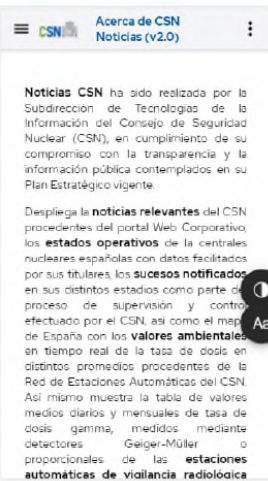 CSN
Acerca de CSN
Noticias (v2.0)
Noticias CSN ha sido realizada por la
Subdirección de Tecnologías de la
Información del Consejo de Seguridad
Nuclear (CSN), en cumplimiento de su
compromiso con la transparencia y la
información pública contemplados en su
Plan Estratégico vigente.
Despliega la noticias relevantes del CSN
procedentes del portal Web Corporativo,
los estados operativos de la centrales
nucleares españolas con datos facilitados
por sus titulares, los sucesos notificados
en sus distintos estadios como parte de
proceso de supervisión y control
efectuado por el CSN, así como el mapa
de España con los valores ambientales
en tiempo real de la tasa de dosis en
distintos promedios procedentes de la
Red de Estaciones Automáticas del CSN.
Así mismo muestra la tabla de valores
medios diarios y mensuales de tasa de
dosis gamma, medidos mediante
detectores Geiger-Müller o
proporcionales de las estaciones
automáticas de vigilancia radiológica
Aa